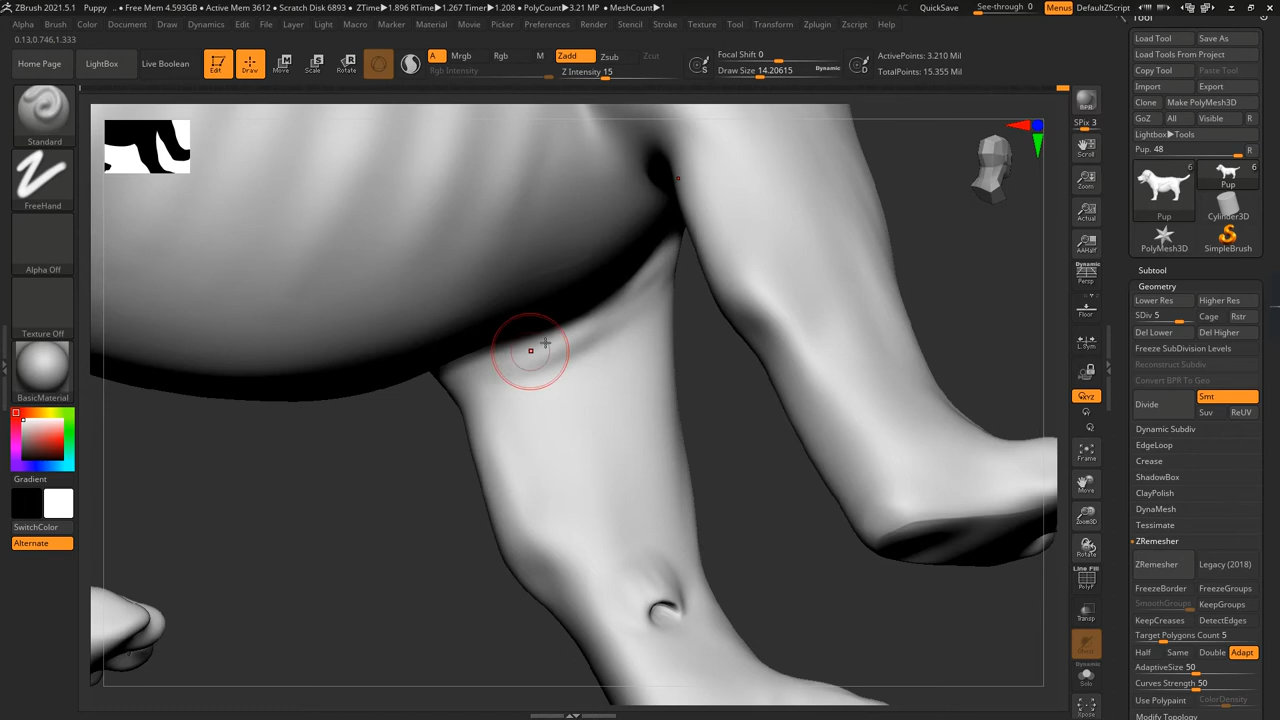 ZBrush 2021.5.1 Puppy • Free Mem 4.593GB • Active Mem 3612 • Scratch Disk 6893 • ZTime▶1.896 RTime▶1.267 Timer▶1.208 • PolyCount▶3.21 MP • MeshCount▶1 AC QuickSave See-through 0 Menus DefaultZScript
Alpha Brush Color Document Draw Dynamics Edit File Layer Light Macro Marker Material Movie Picker Preferences Render Stencil Stroke Texture Tool Transform Zplugin Zscript Help
0.13,0.746,1.333
Home Page LightBox Live Boolean
Edit Draw Move Scale Rotate
A Mrgb Rgb M Zadd Zsub Zcut
Rgb Intensity Z Intensity 15
Focal Shift 0
Draw Size 14.20615 Dynamic
S D
ActivePoints: 3.210 Mil
TotalPoints: 15.355 Mil
Standard
FreeHand
Alpha Off
Texture Off
BasicMaterial
Gradient
SwitchColor
Alternate
BPR
SPix 3
Scroll
Zoom
Actual
AAHalf
Dynamic
Persp
Floor
L.Sym
XYZ
Frame
Move
Zoom3D
Rotate
Line Fill
PolyF
Transp
Dynamic
Solo
Xpose
Tool
Load Tool Save As
Load Tools From Project
Copy Tool Paste Tool
Import Export
Clone Make PolyMesh3D
GoZ All Visible R
Lightbox▶Tools
Pup. 48 R
6 6
Pup Pup
Cylinder3D
PolyMesh3D SimpleBrush
Subtool
Geometry
Lower Res Higher Res
SDiv 5 Cage Rstr
Del Lower Del Higher
Freeze SubDivision Levels
Reconstruct Subdiv
Convert BPR To Geo
Divide Smt
Suv ReUV
Dynamic Subdiv
EdgeLoop
Crease
ShadowBox
ClayPolish
DynaMesh
Tessimate
ZRemesher
ZRemesher Legacy (2018)
FreezeBorder FreezeGroups
SmoothGroups KeepGroups
KeepCreases DetectEdges
Target Polygons Count 5
Half Same Double Adapt
AdaptiveSize 50
Curves Strength 50
Use Polypaint ColorDensity
Modify Topology